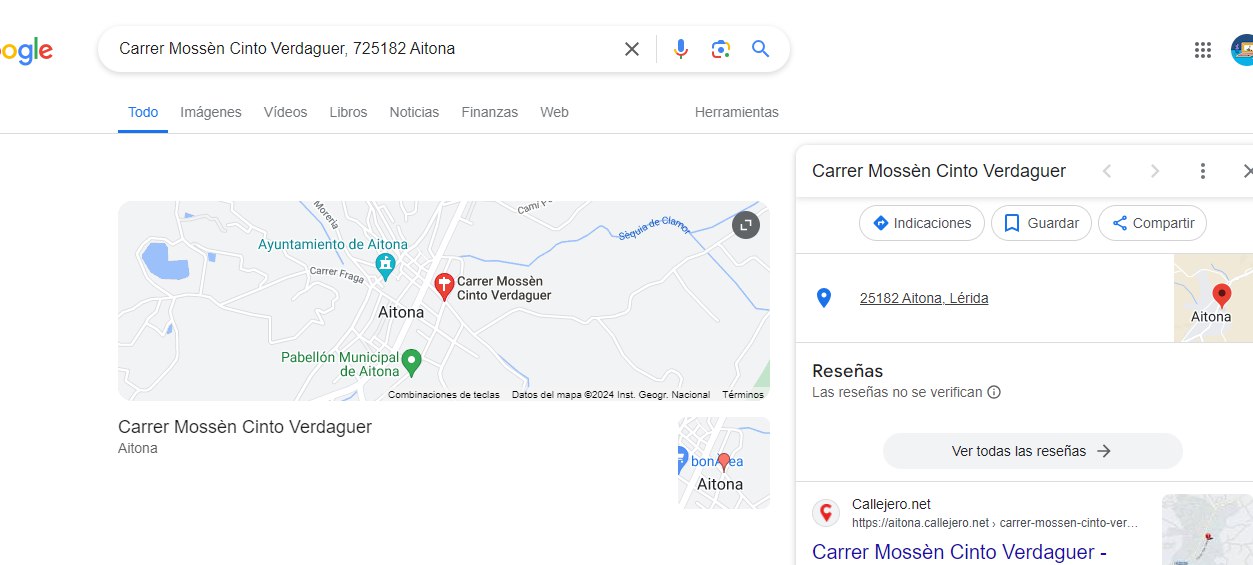 ogle
Carrer Mossèn Cinto Verdaguer, 725182 Aitona
Todo
Imágenes
Vídeos
Libros
Noticias
Finanzas
Web
Herramientas
Morería
Camí
Sèquia de Clamor
Ayuntamiento de Aitona
Carrer Fraga
Carrer Mossèn
Cinto Verdaguer
Aitona
Pabellón Municipal
de Aitona
Combinaciones de teclas
Datos del mapa ©2024 Inst. Geogr. Nacional
Términos
Carrer Mossèn Cinto Verdaguer
Aitona
bonÀrea
Aitona
Carrer Mossèn Cinto Verdaguer
Indicaciones
Guardar
Compartir
25182 Aitona, Lérida
Aitona
Reseñas
Las reseñas no se verifican
Ver todas las reseñas
Callejero.net
https://aitona.callejero.net › carrer-mossen-cinto-ver...
Carrer Mossèn Cinto Verdaguer -